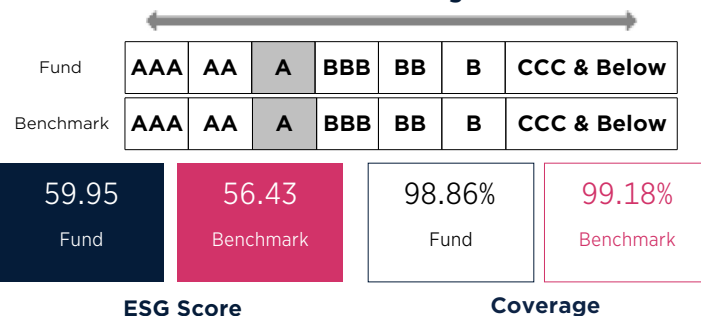 Fund AAA AA A BBB BB B CCC & Below
Benchmark AAA AA A BBB BB B CCC & Below
59.95 56.43 98.86% 99.18%
Fund Benchmark Fund Benchmark
ESG Score Coverage